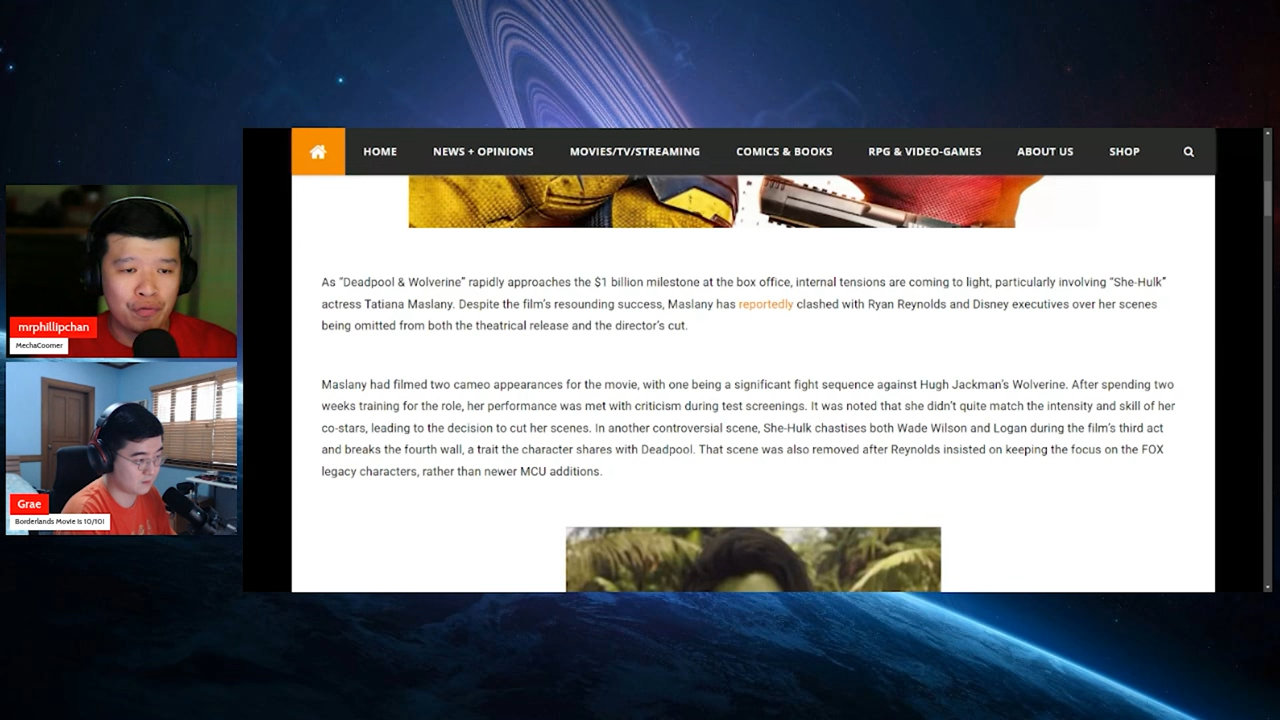 HOME
NEWS + OPINIONS
MOVIES/TV/STREAMING
COMICS & BOOKS
RPG & VIDEO-GAMES
ABOUT US
SHOP
As “Deadpool & Wolverine” rapidly approaches the $1 billion milestone at the box office, internal tensions are coming to light, particularly involving “She-Hulk”
actress Tatiana Maslany. Despite the film’s resounding success, Maslany has reportedly clashed with Ryan Reynolds and Disney executives over her scenes
being omitted from both the theatrical release and the director’s cut.
Maslany had filmed two cameo appearances for the movie, with one being a significant fight sequence against Hugh Jackman’s Wolverine. After spending two
weeks training for the role, her performance was met with criticism during test screenings. It was noted that she didn’t quite match the intensity and skill of her
co-stars, leading to the decision to cut her scenes. In another controversial scene, She-Hulk chastises both Wade Wilson and Logan during the film’s third act
and breaks the fourth wall, a trait the character shares with Deadpool. That scene was also removed after Reynolds insisted on keeping the focus on the FOX
legacy characters, rather than newer MCU additions.
mrphillipchan
MechaCoomer
Grae
Borderlands Movie Is 10/10!